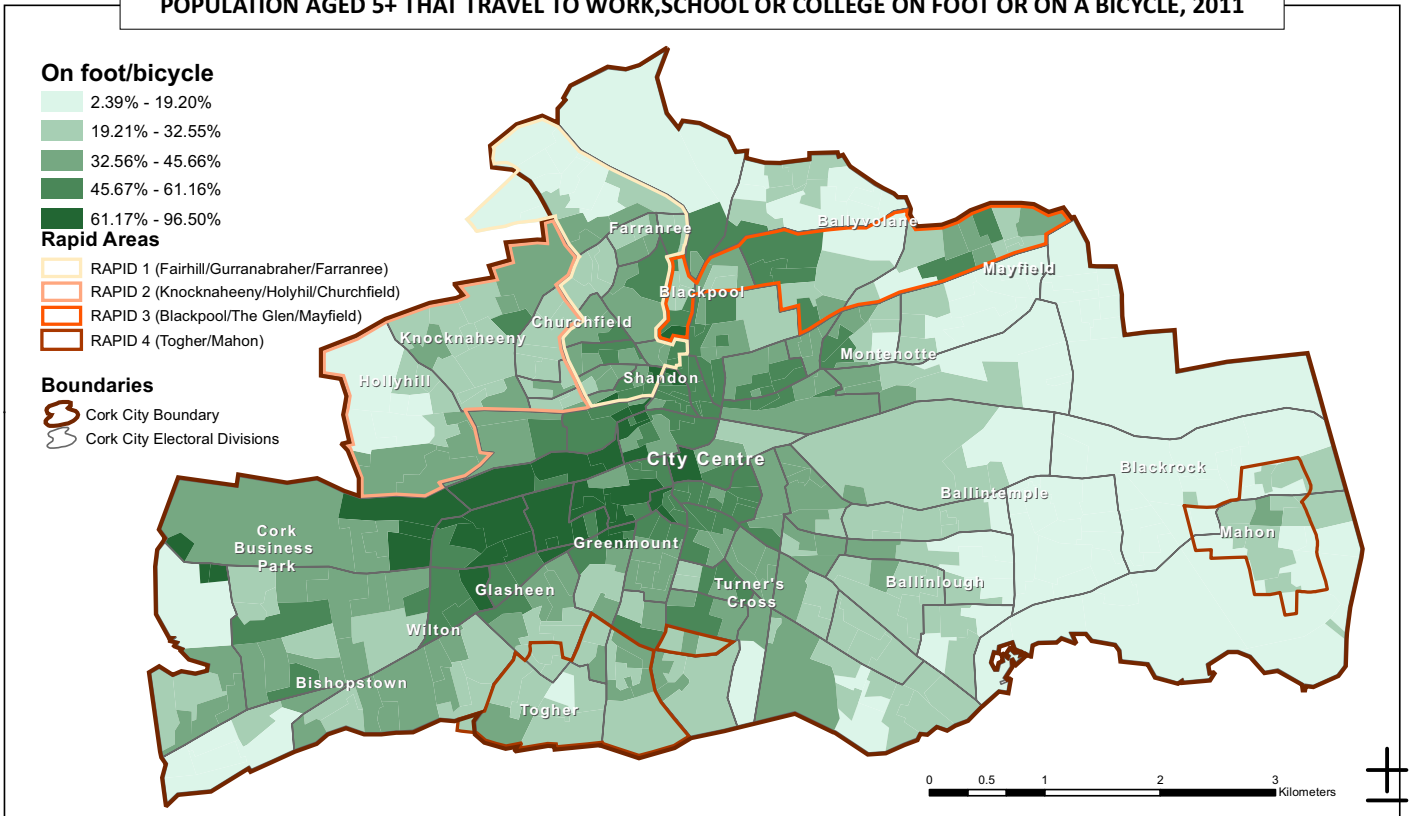 POPULATION AGED 5+ THAT TRAVEL TO WORK,SCHOOL OR COLLEGE ON FOOT OR ON A BICYCLE, 2011
On foot/bicycle
2.39% - 19.20%
19.21% - 32.55%
32.56% - 45.66%
45.67% - 61.16%
61.17% - 96.50%
Rapid Areas
RAPID 1 (Fairhill/Gurranabraher/Farranree)
RAPID 2 (Knocknaheeny/Holyhil/Churchfield)
RAPID 3 (Blackpool/The Glen/Mayfield)
RAPID 4 (Togher/Mahon)
Boundaries
Cork City Boundary
Cork City Electoral Divisions
Farranree
Ballyvolane
Mayfield
Blackpool
Churchfield
Knocknaheeny
Montehotte
Hollyhill
Shandon
City Centre
Blackrock
Ballintemple
Cork
Business
Park
Greenmount
Mahon
Glasheen
Turner's
Cross
Ballinlough
Wilton
Bishopstown
Togher
0 0.5 1 2 3
Kilometers